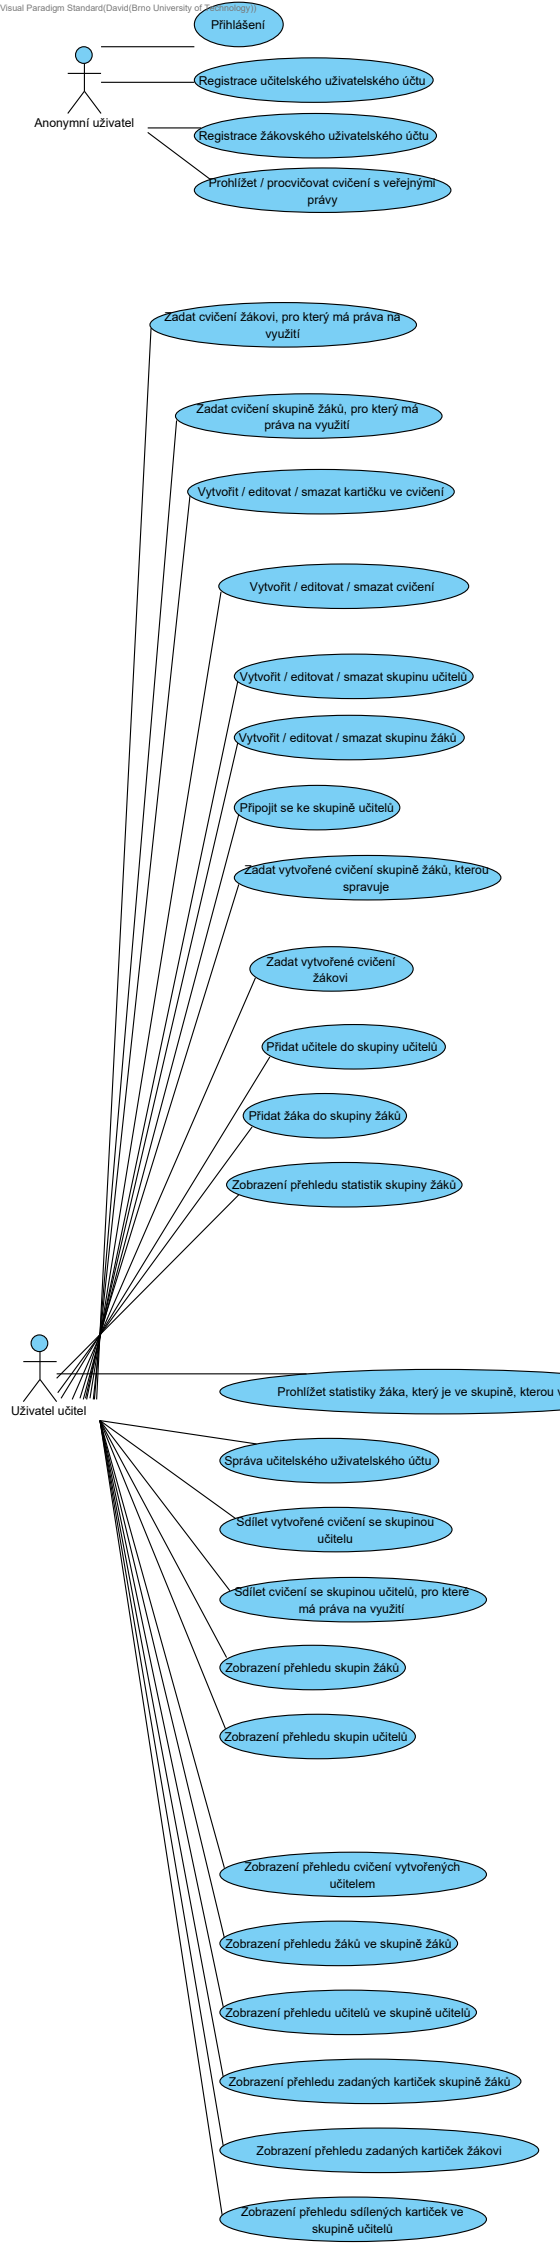 Visual Paradigm Standard(David(Brno University of Technology))
Přihlášení
Registrace učitelského uživatelského účtu
Anonymní uživatel
Registrace žákovského uživatelského účtu
Prohlížet / procvičovat cvičení s veřejnými
právy
Zadat cvičení žákovi, pro který má práva na
využití
Zadat cvičení skupině žáků, pro který má
práva na využití
Vytvořit / editovat / smazat kartičku ve cvičení
Vytvořit / editovat / smazat cvičení
Vytvořit / editovat / smazat skupinu učitelů
Vytvořit / editovat / smazat skupinu žáků
Připojit se ke skupině učitelů
Zadat vytvořené cvičení skupině žáků, kterou
spravuje
Zadat vytvořené cvičení
žákovi
Přidat učitele do skupiny učitelů
Přidat žáka do skupiny žáků
Zobrazení přehledu statistik skupiny žáků
Prohlížet statistiky žáka, který je ve skupině, kterou
Uživatel učitel
Správa učitelského uživatelského účtu
Sdílet vytvořené cvičení se skupinou
učitelu
Sdílet cvičení se skupinou učitelů, pro které
má práva na využití
Zobrazení přehledu skupin žáků
Zobrazení přehledu skupin učitelů
Zobrazení přehledu cvičení vytvořených
učitelem
Zobrazení přehledu žáků ve skupině žáků
Zobrazení přehledu učitelů ve skupině učitelů
Zobrazení přehledu zadaných kartiček skupině žáků
Zobrazení přehledu zadaných kartiček žákovi
Zobrazení přehledu sdílených kartiček ve
skupině učitelů